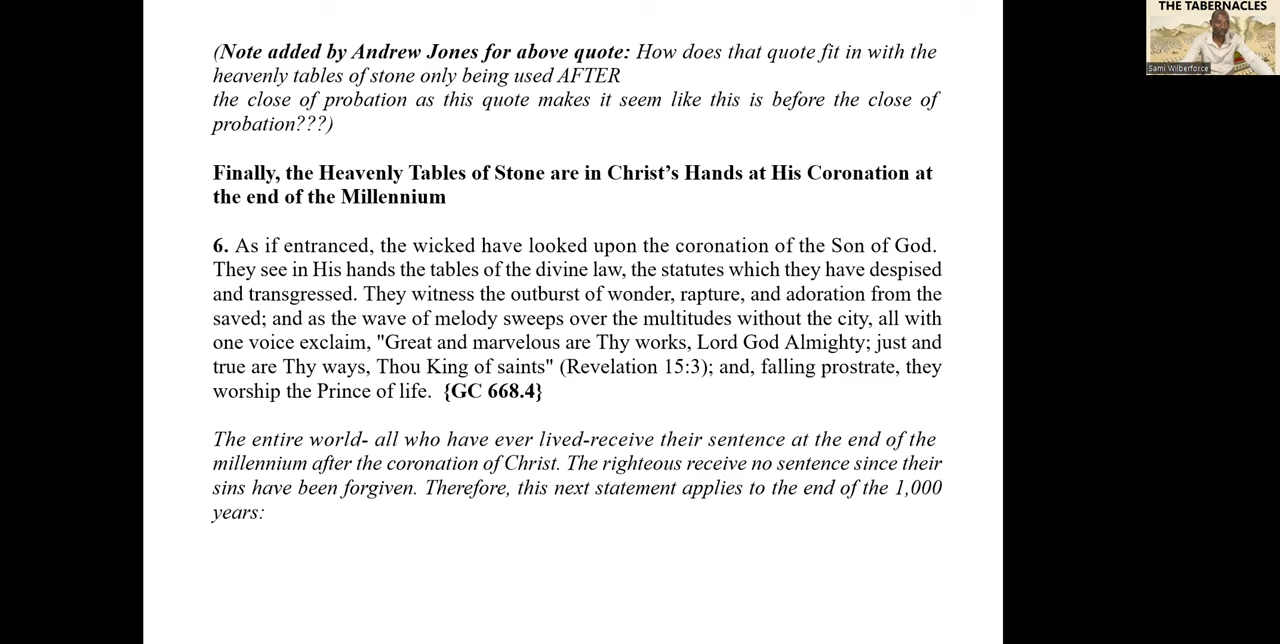 THE TABERNACLES
Sami Wilberforce
(Note added by Andrew Jones for above quote: How does that quote fit in with the
heavenly tables of stone only being used AFTER
the close of probation as this quote makes it seem like this is before the close of
probation???)
Finally, the Heavenly Tables of Stone are in Christ’s Hands at His Coronation at
the end of the Millennium
6. As if entranced, the wicked have looked upon the coronation of the Son of God.
They see in His hands the tables of the divine law, the statutes which they have despised
and transgressed. They witness the outburst of wonder, rapture, and adoration from the
saved; and as the wave of melody sweeps over the multitudes without the city, all with
one voice exclaim, "Great and marvelous are Thy works, Lord God Almighty; just and
true are Thy ways, Thou King of saints" (Revelation 15:3); and, falling prostrate, they
worship the Prince of life. {GC 668.4}
The entire world- all who have ever lived-receive their sentence at the end of the
millennium after the coronation of Christ. The righteous receive no sentence since their
sins have been forgiven. Therefore, this next statement applies to the end of the 1,000
years: